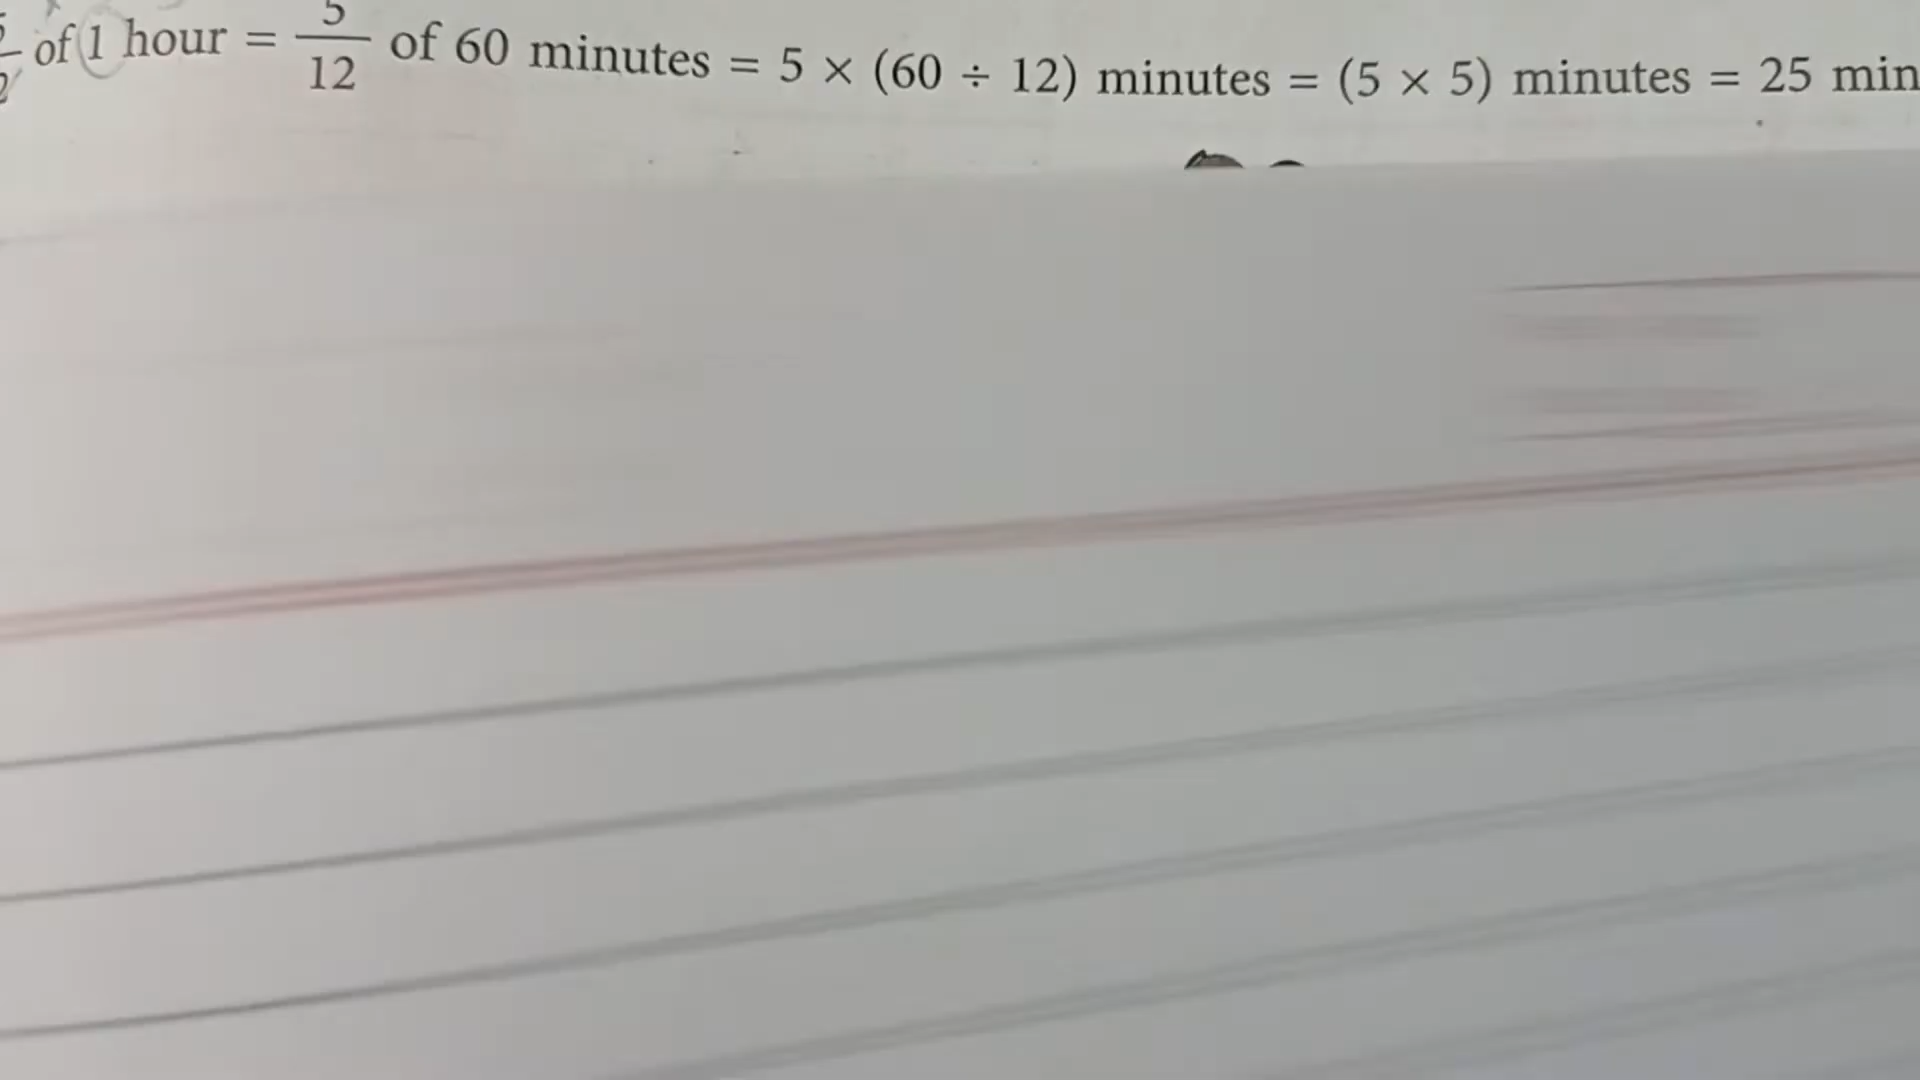 of 1 hour = 5/12 of 60 minutes = 5 × (60 ÷ 12) minutes = (5 × 5) minutes = 25 min